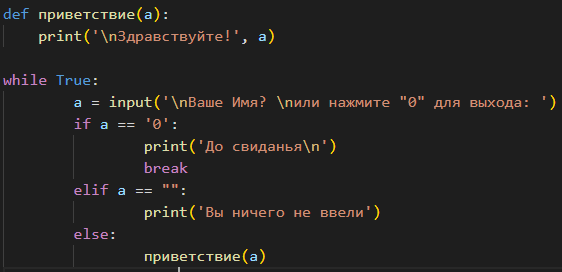 def приветствие(a):
    print('\nЗдравствуйте!', a)

while True:
        a = input('\nВаше Имя? \nили нажмите "0" для выхода: ')
        if a == '0':
                print('До свиданья\n')
                break
        elif a == "":
                print('Вы ничего не ввели')
        else:
                приветствие(a)